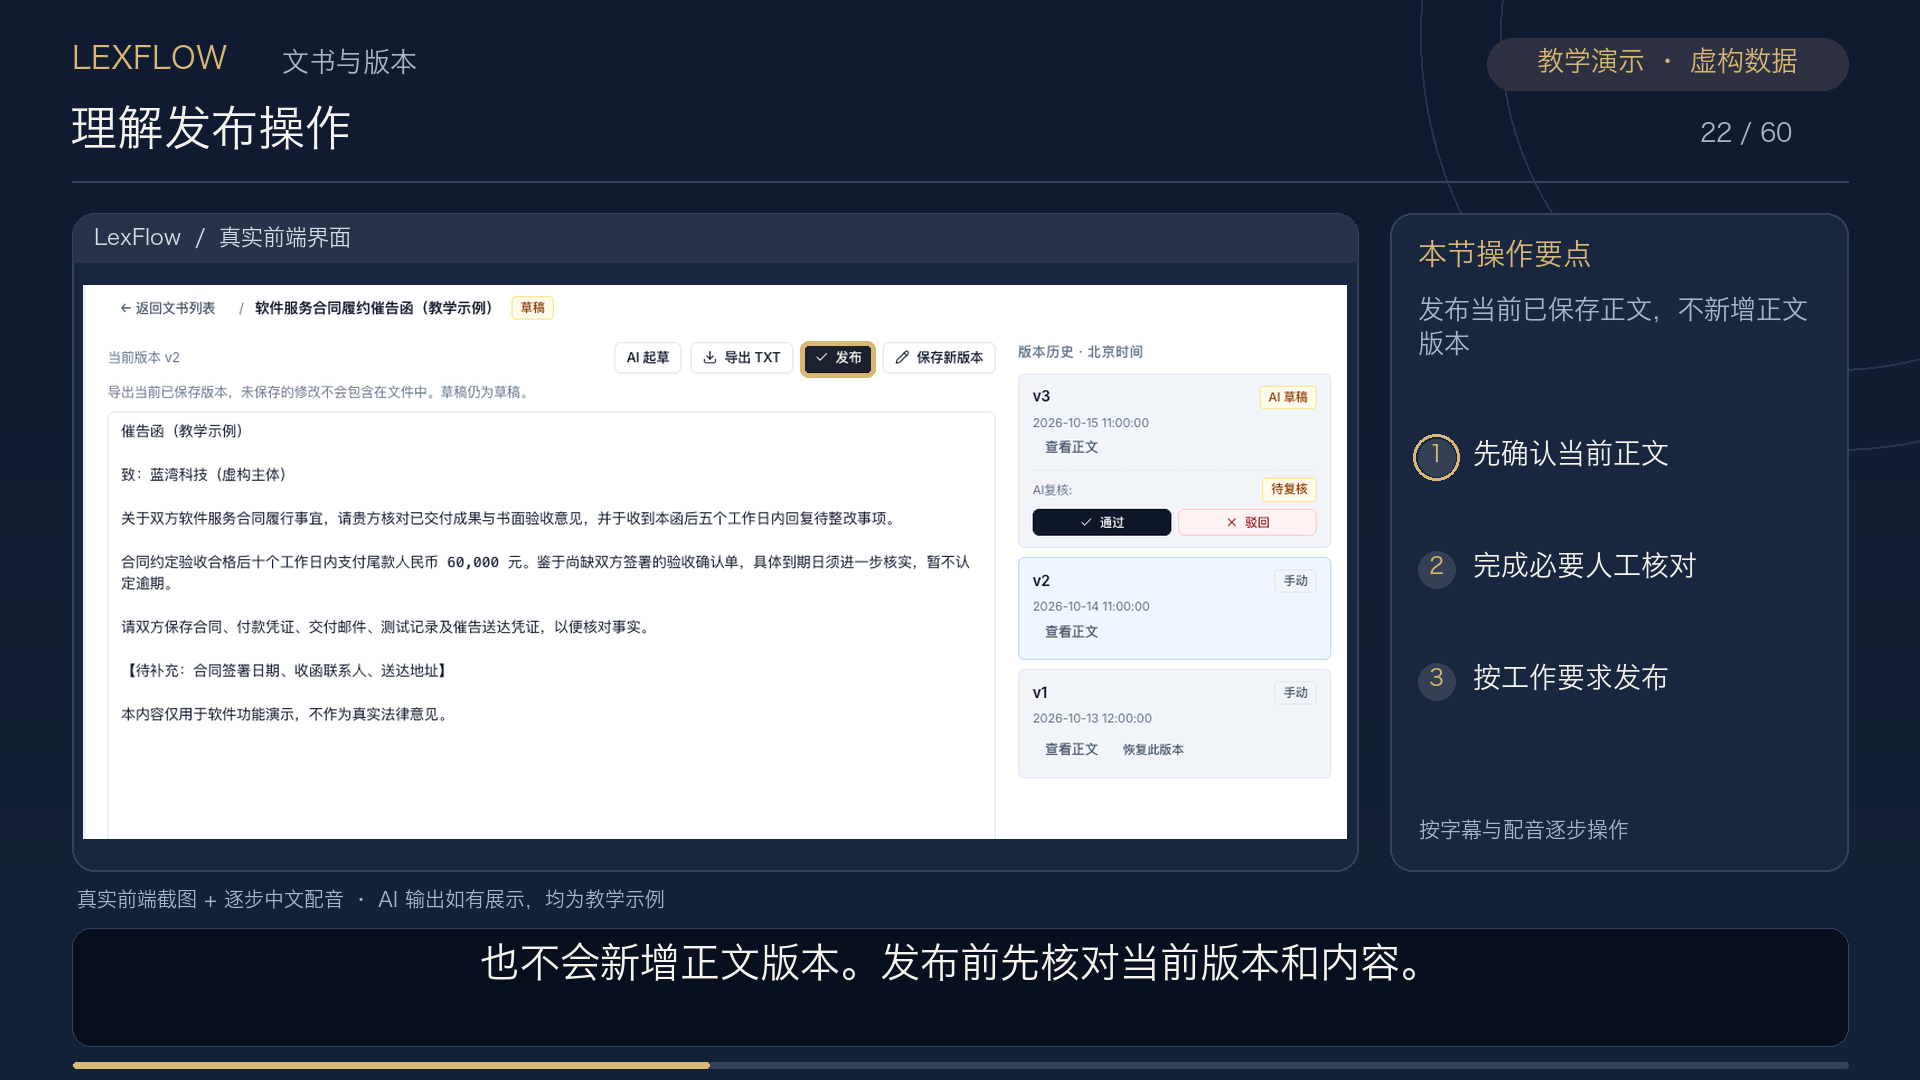 LEXFLOW 文书与版本
教学演示 · 虚构数据
理解发布操作
22 / 60
LexFlow / 真实前端界面
← 返回文书列表 / 软件服务合同履约催告函（教学示例） 草稿
当前版本 v2
AI 起草 导出 TXT 发布 保存新版本
导出当前已保存版本，未保存的修改不会包含在文件中。草稿仍为草稿。
催告函（教学示例）
致：蓝湾科技（虚构主体）
关于双方软件服务合同履行事宜，请贵方核对已交付成果与书面验收意见，并于收到本函后五个工作日内回复待整改事项。
合同约定验收合格后十个工作日内支付尾款人民币 60,000 元。鉴于尚缺双方签署的验收确认单，具体到期日须进一步核实，暂不认
定逾期。
请双方保存合同、付款凭证、交付邮件、测试记录及催告送达凭证，以便核对事实。
【待补充：合同签署日期、收函联系人、送达地址】
本内容仅用于软件功能演示，不作为真实法律意见。
版本历史 · 北京时间
v3 AI 草稿
2026-10-15 11:00:00
查看正文
AI复核: 待复核
通过 驳回
v2 手动
2026-10-14 11:00:00
查看正文
v1 手动
2026-10-13 12:00:00
查看正文 恢复此版本
本节操作要点
发布当前已保存正文，不新增正文
版本
1 先确认当前正文
2 完成必要人工核对
3 按工作要求发布
按字幕与配音逐步操作
真实前端截图 + 逐步中文配音 · AI 输出如有展示，均为教学示例
也不会新增正文版本。发布前先核对当前版本和内容。